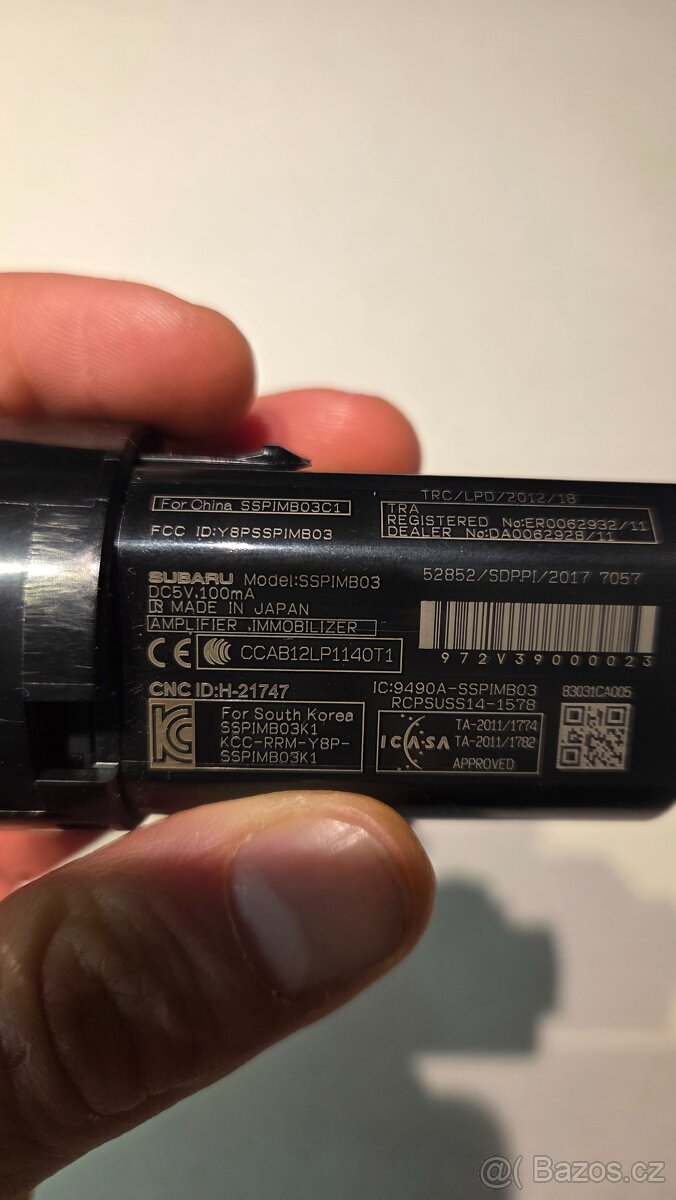 For China SSPIMB03C1
FCC ID:Y8PSSPIMB03
TRC/LPD/2012/18
TRA
REGISTERED No:ER0062932/11
DEALER No:DA0062928/11
SUBARU Model:SSPIMB03
DC5V,100mA
MADE IN JAPAN
AMPLIFIER ,IMMOBILIZER
52852/SDPPI/2017 7057
CE CCC CCAB12LP1140T1
972V39000023
CNC ID:H-21747
IC:9490A-SSPIMB03
RCPSUSS14-1578
83031CA005
For South Korea
SSPIMB03K1
KCC-RRM-Y8P-
SSPIMB03K1
ICASA
TA-2011/1774
TA-2011/1782
APPROVED
@( Bazos.cz